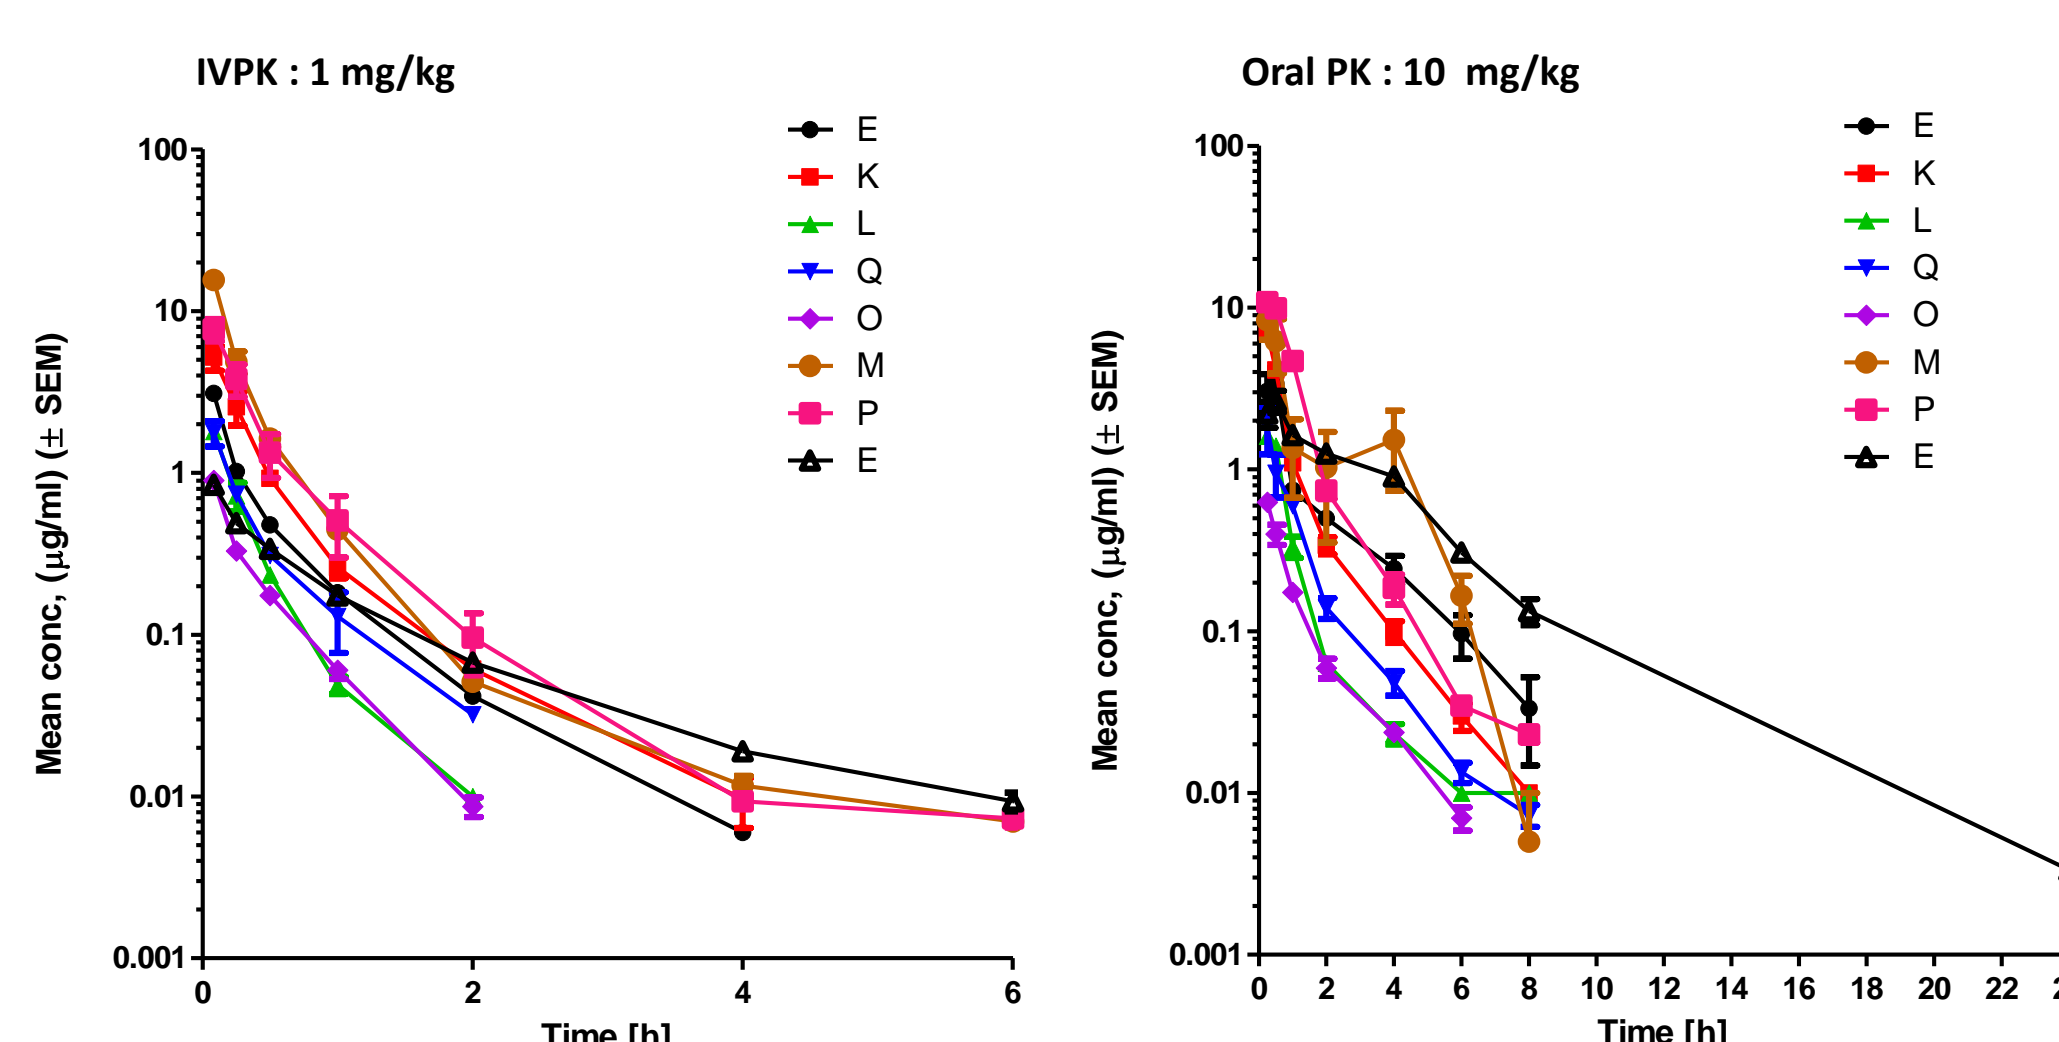 IVPK : 1 mg/kg
Mean conc, (µg/ml) (± SEM)
100
10
1
0.1
0.01
0.001
0
2
4
6
Time [h]
E
K
L
Q
O
M
P
E
Oral PK : 10 mg/kg
Mean conc, (µg/ml) (± SEM)
100
10
1
0.1
0.01
0.001
0
2
4
6
8
10
12
14
16
18
20
22
Time [h]
E
K
L
Q
O
M
P
E